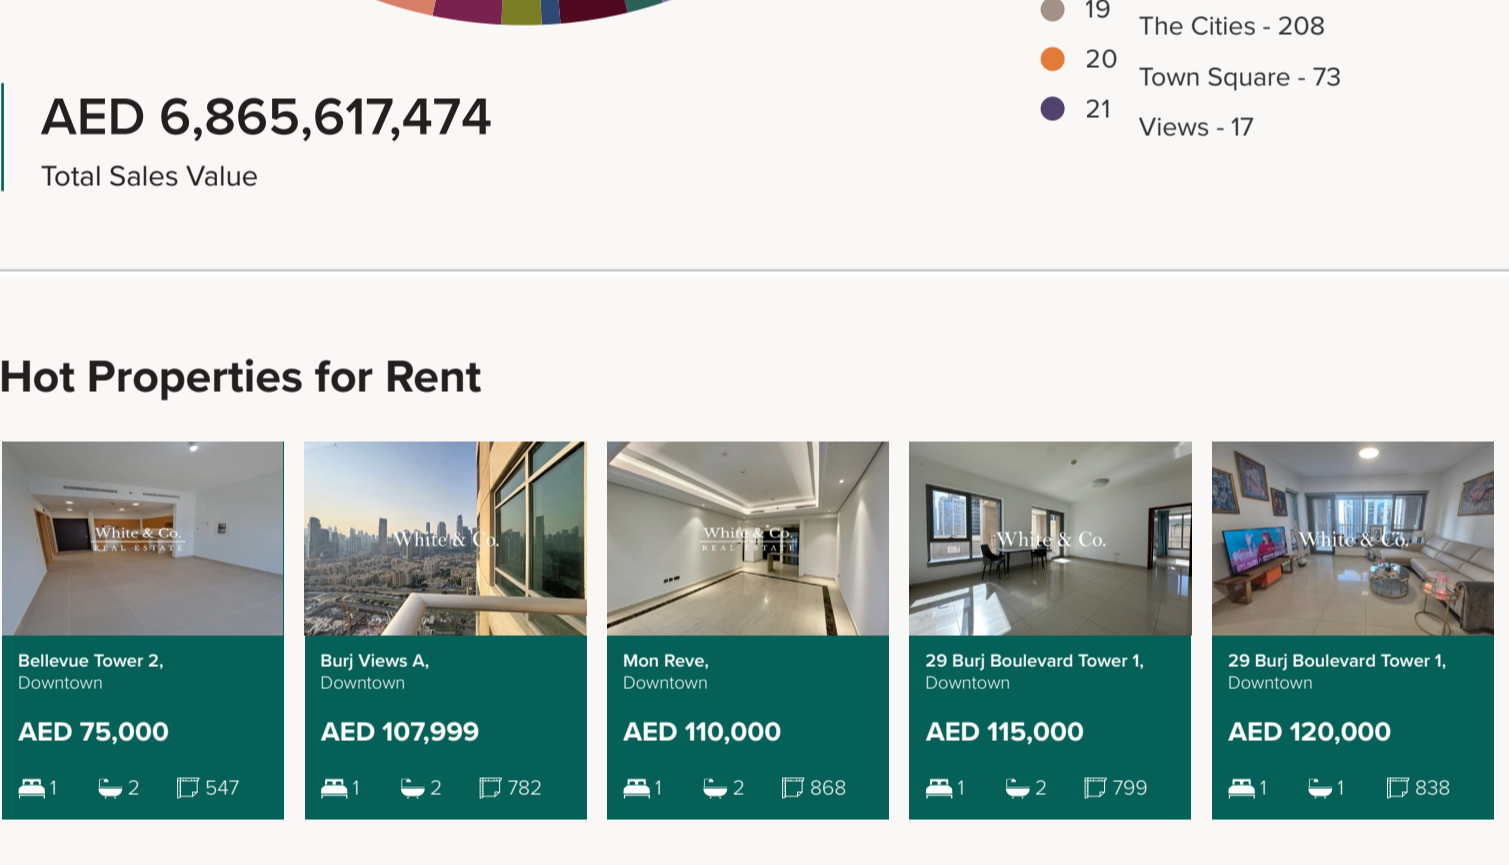 19
The Cities - 208
20
Town Square - 73
21
Views - 17
AED 6,865,617,474
Total Sales Value
Hot Properties for Rent
White & Co.
REAL ESTATE
White & Co.
White & Co.
REAL ESTATE
White & Co.
White & Co.
Bellevue Tower 2,
Downtown
AED 75,000
1 2 547
Burj Views A,
Downtown
AED 107,999
1 2 782
Mon Reve,
Downtown
AED 110,000
1 2 868
29 Burj Boulevard Tower 1,
Downtown
AED 115,000
1 2 799
29 Burj Boulevard Tower 1,
Downtown
AED 120,000
1 1 838